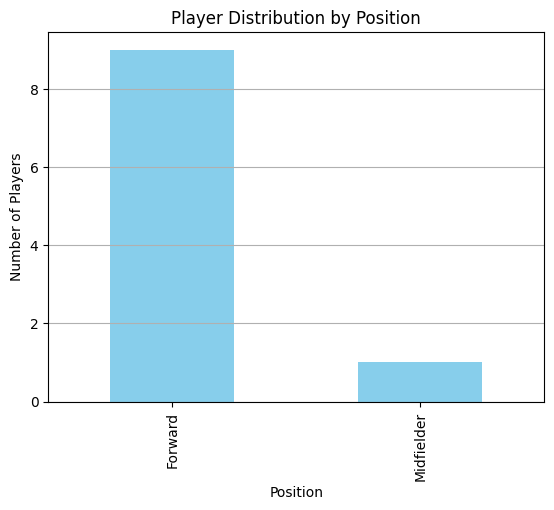 Player Distribution by Position
Number of Players
8
6
4
2
0
Forward
Midfielder
Position